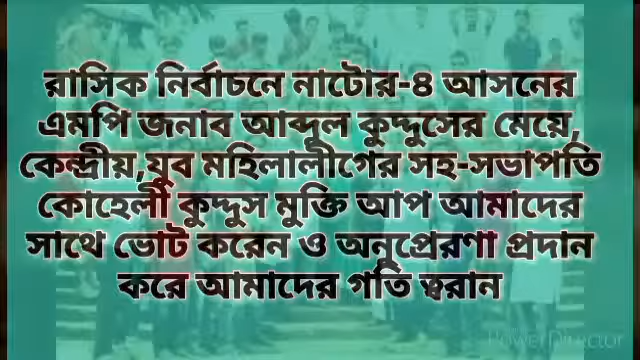 রাসিক নির্বাচনে নাটোর-৪ আসনের
এমপি জনাব আব্দুল কুদ্দুসের মেয়ে,
কেন্দ্রীয়,যুব মহিলালীগের সহ-সভাপতি
কোহেলী কুদ্দুস মুক্তি আপ আমাদের
সাথে ভোট করেন ও অনুপ্রেরণা প্রদান
করে আমাদের গতি স্বরান
PowerDirector